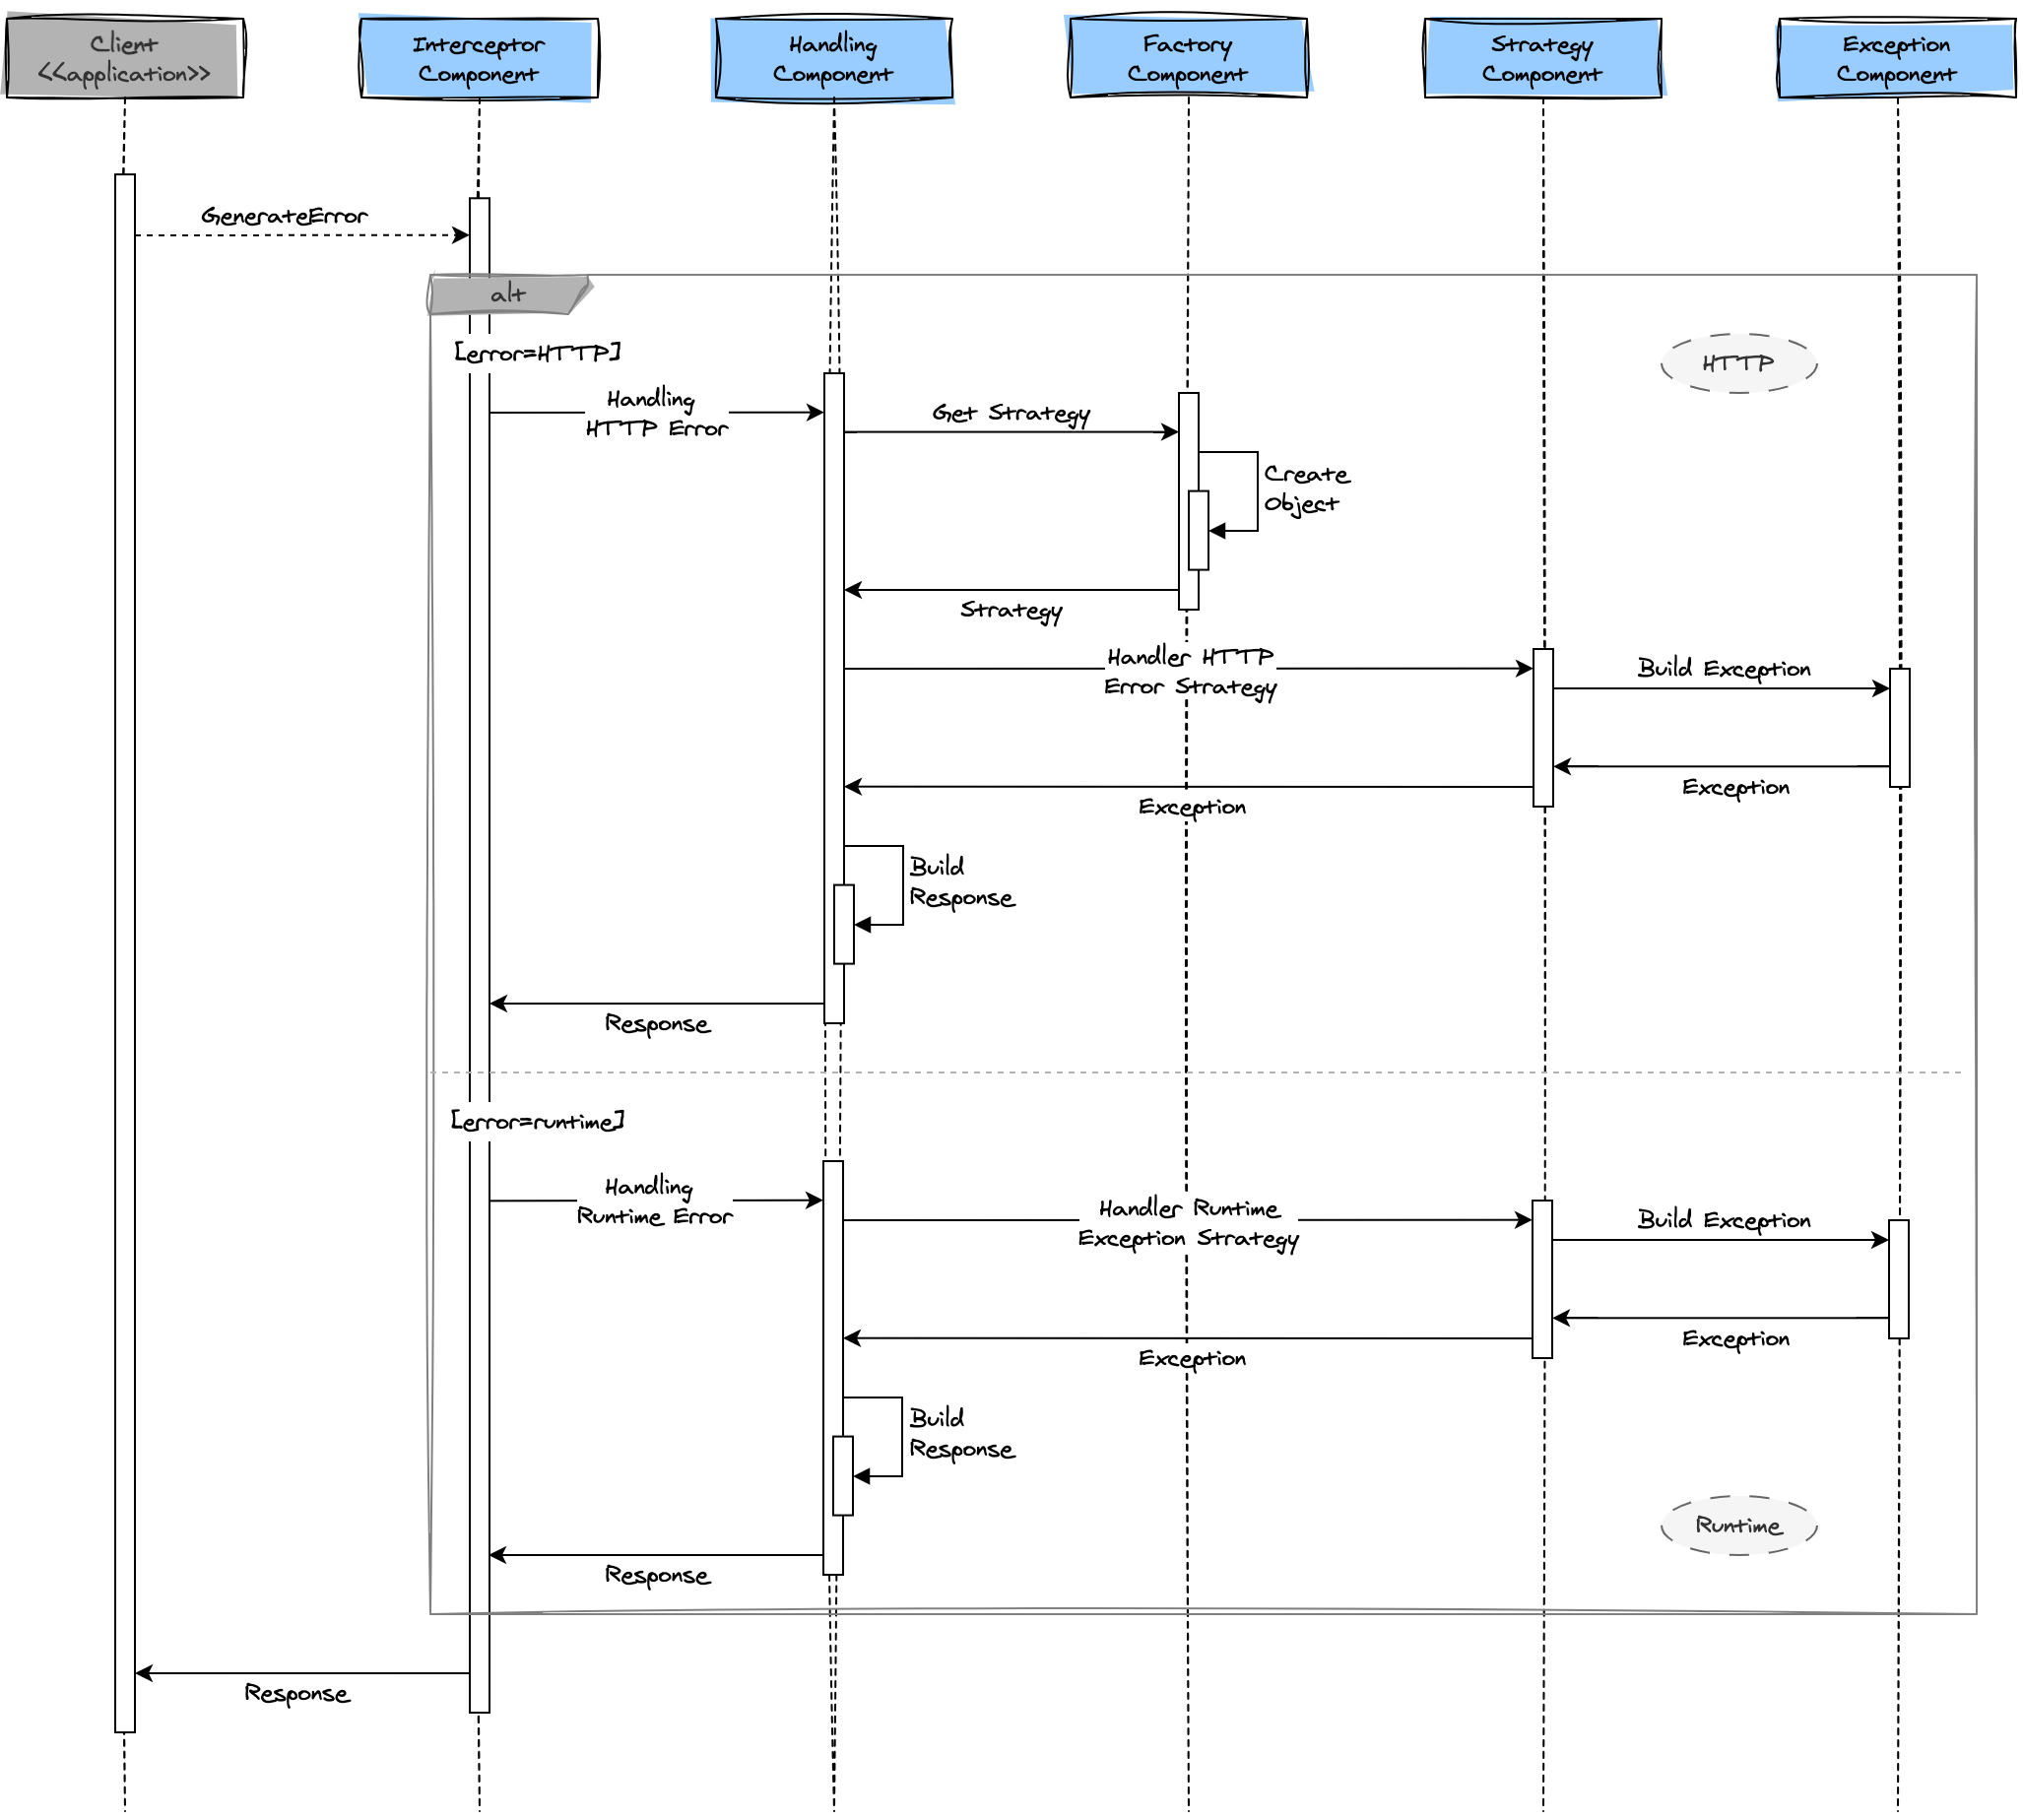 Client
<<application>>
Interceptor
Component
Handling
Component
Factory
Component
Strategy
Component
Exception
Component
GenerateError
alt
[error=HTTP]
HTTP
Handling
HTTP Error
Get Strategy
Create
Object
Strategy
Handler HTTP
Error Strategy
Build Exception
Exception
Exception
Build
Response
Response
[error=runtime]
Handling
Runtime Error
Handler Runtime
Exception Strategy
Build Exception
Exception
Exception
Build
Response
Runtime
Response
Response